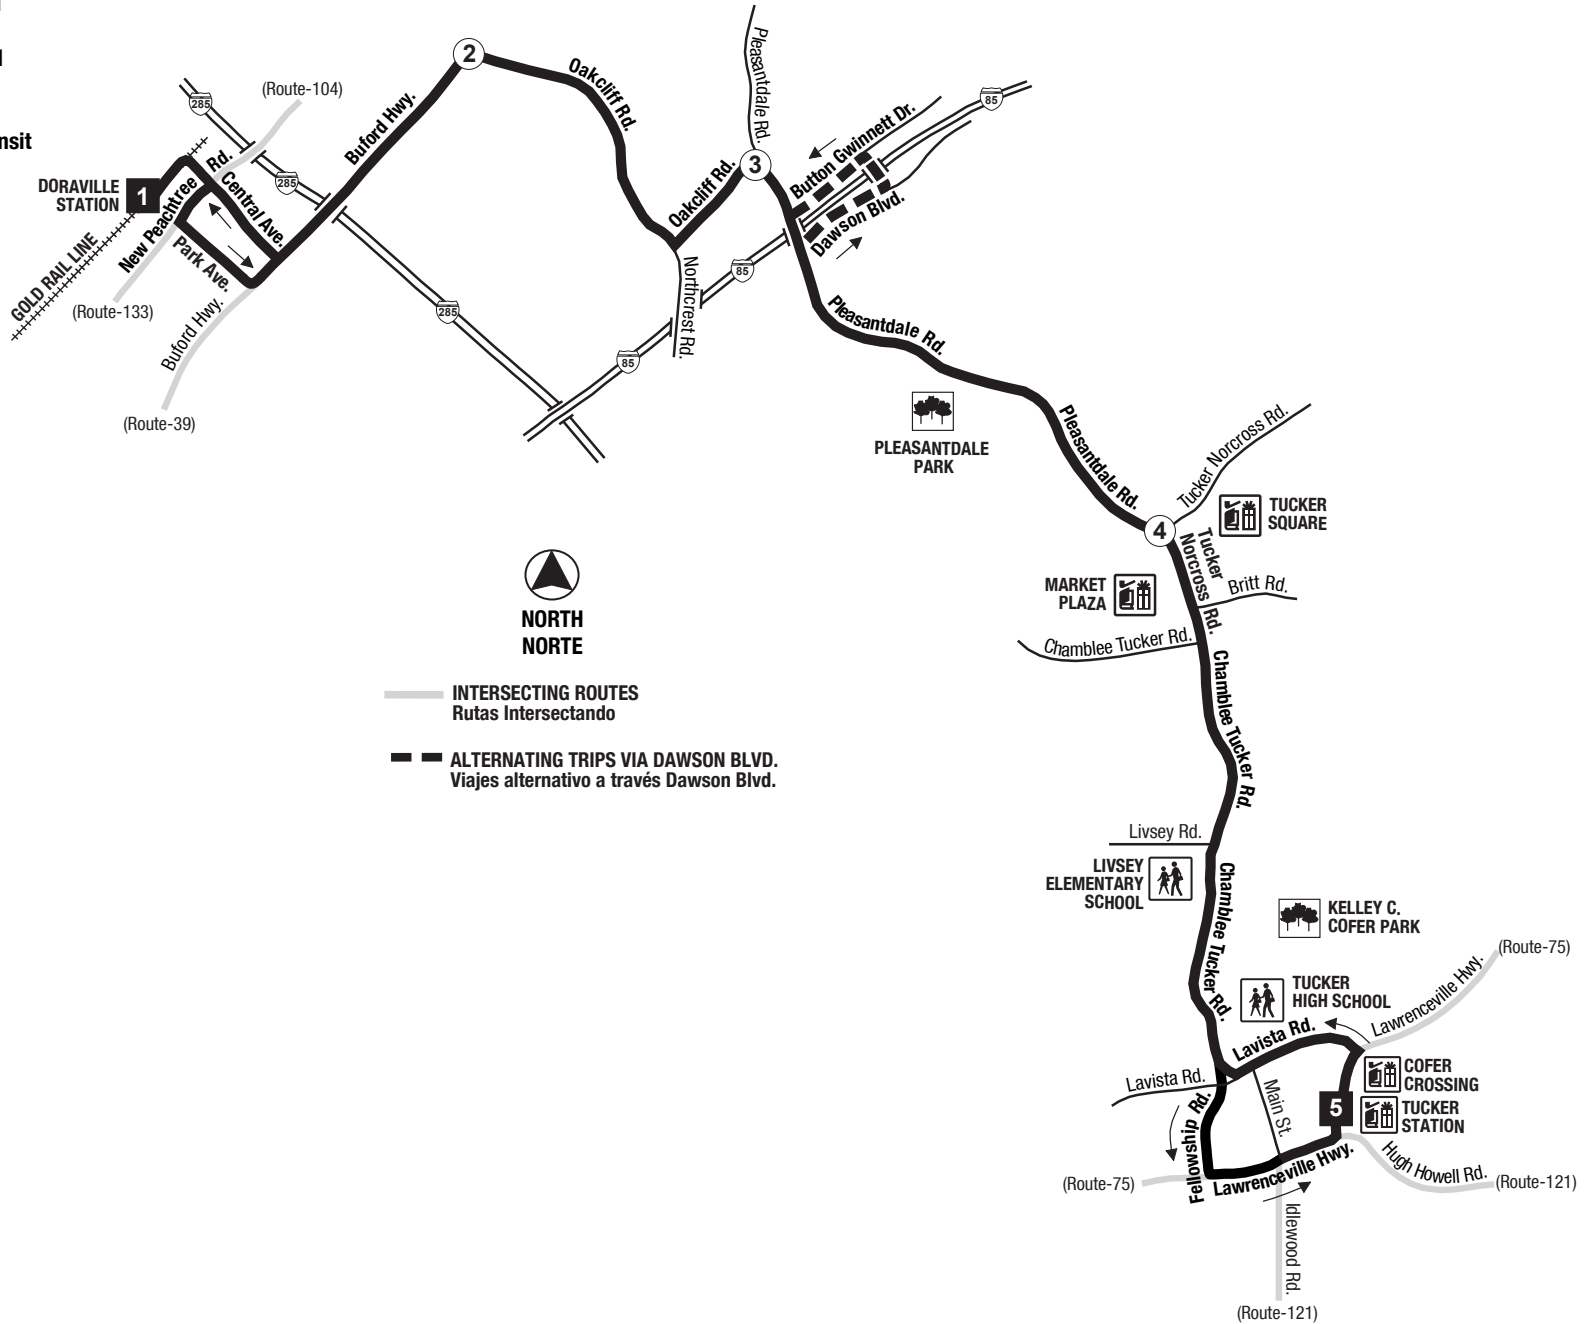 nsit
(Route-104)
285
285
285
DORAVILLE
STATION
1
GOLD RAIL LINE
New Peachtree Rd.
Central Ave.
Park Ave.
(Route-133)
Buford Hwy.
(Route-39)
Buford Hwy.
2
Oakcliff Rd.
Oakcliff Rd.
Pleasantdale Rd.
3
Button Gwinnett Dr.
Dawson Blvd.
85
85
85
Northcrest Rd.
Pleasantdale Rd.
PLEASANTDALE
PARK
Pleasantdale Rd.
Tucker Norcross Rd.
4
TUCKER
SQUARE
Tucker
Norcross Rd.
Britt Rd.
MARKET
PLAZA
Chamblee Tucker Rd.
Chamblee Tucker Rd.
NORTH
NORTE
INTERSECTING ROUTES
Rutas Intersectando
ALTERNATING TRIPS VIA DAWSON BLVD.
Viajes alternativo a través Dawson Blvd.
Livsey Rd.
LIVSEY
ELEMENTARY
SCHOOL
Chamblee Tucker Rd.
KELLEY C.
COFER PARK
(Route-75)
Lawrenceville Hwy.
TUCKER
HIGH SCHOOL
Lavista Rd.
Lavista Rd.
COFER
CROSSING
5
TUCKER
STATION
Main St.
Fellowship Rd.
Lawrenceville Hwy.
Hugh Howell Rd.
(Route-121)
(Route-75)
Idlewood Rd.
(Route-121)